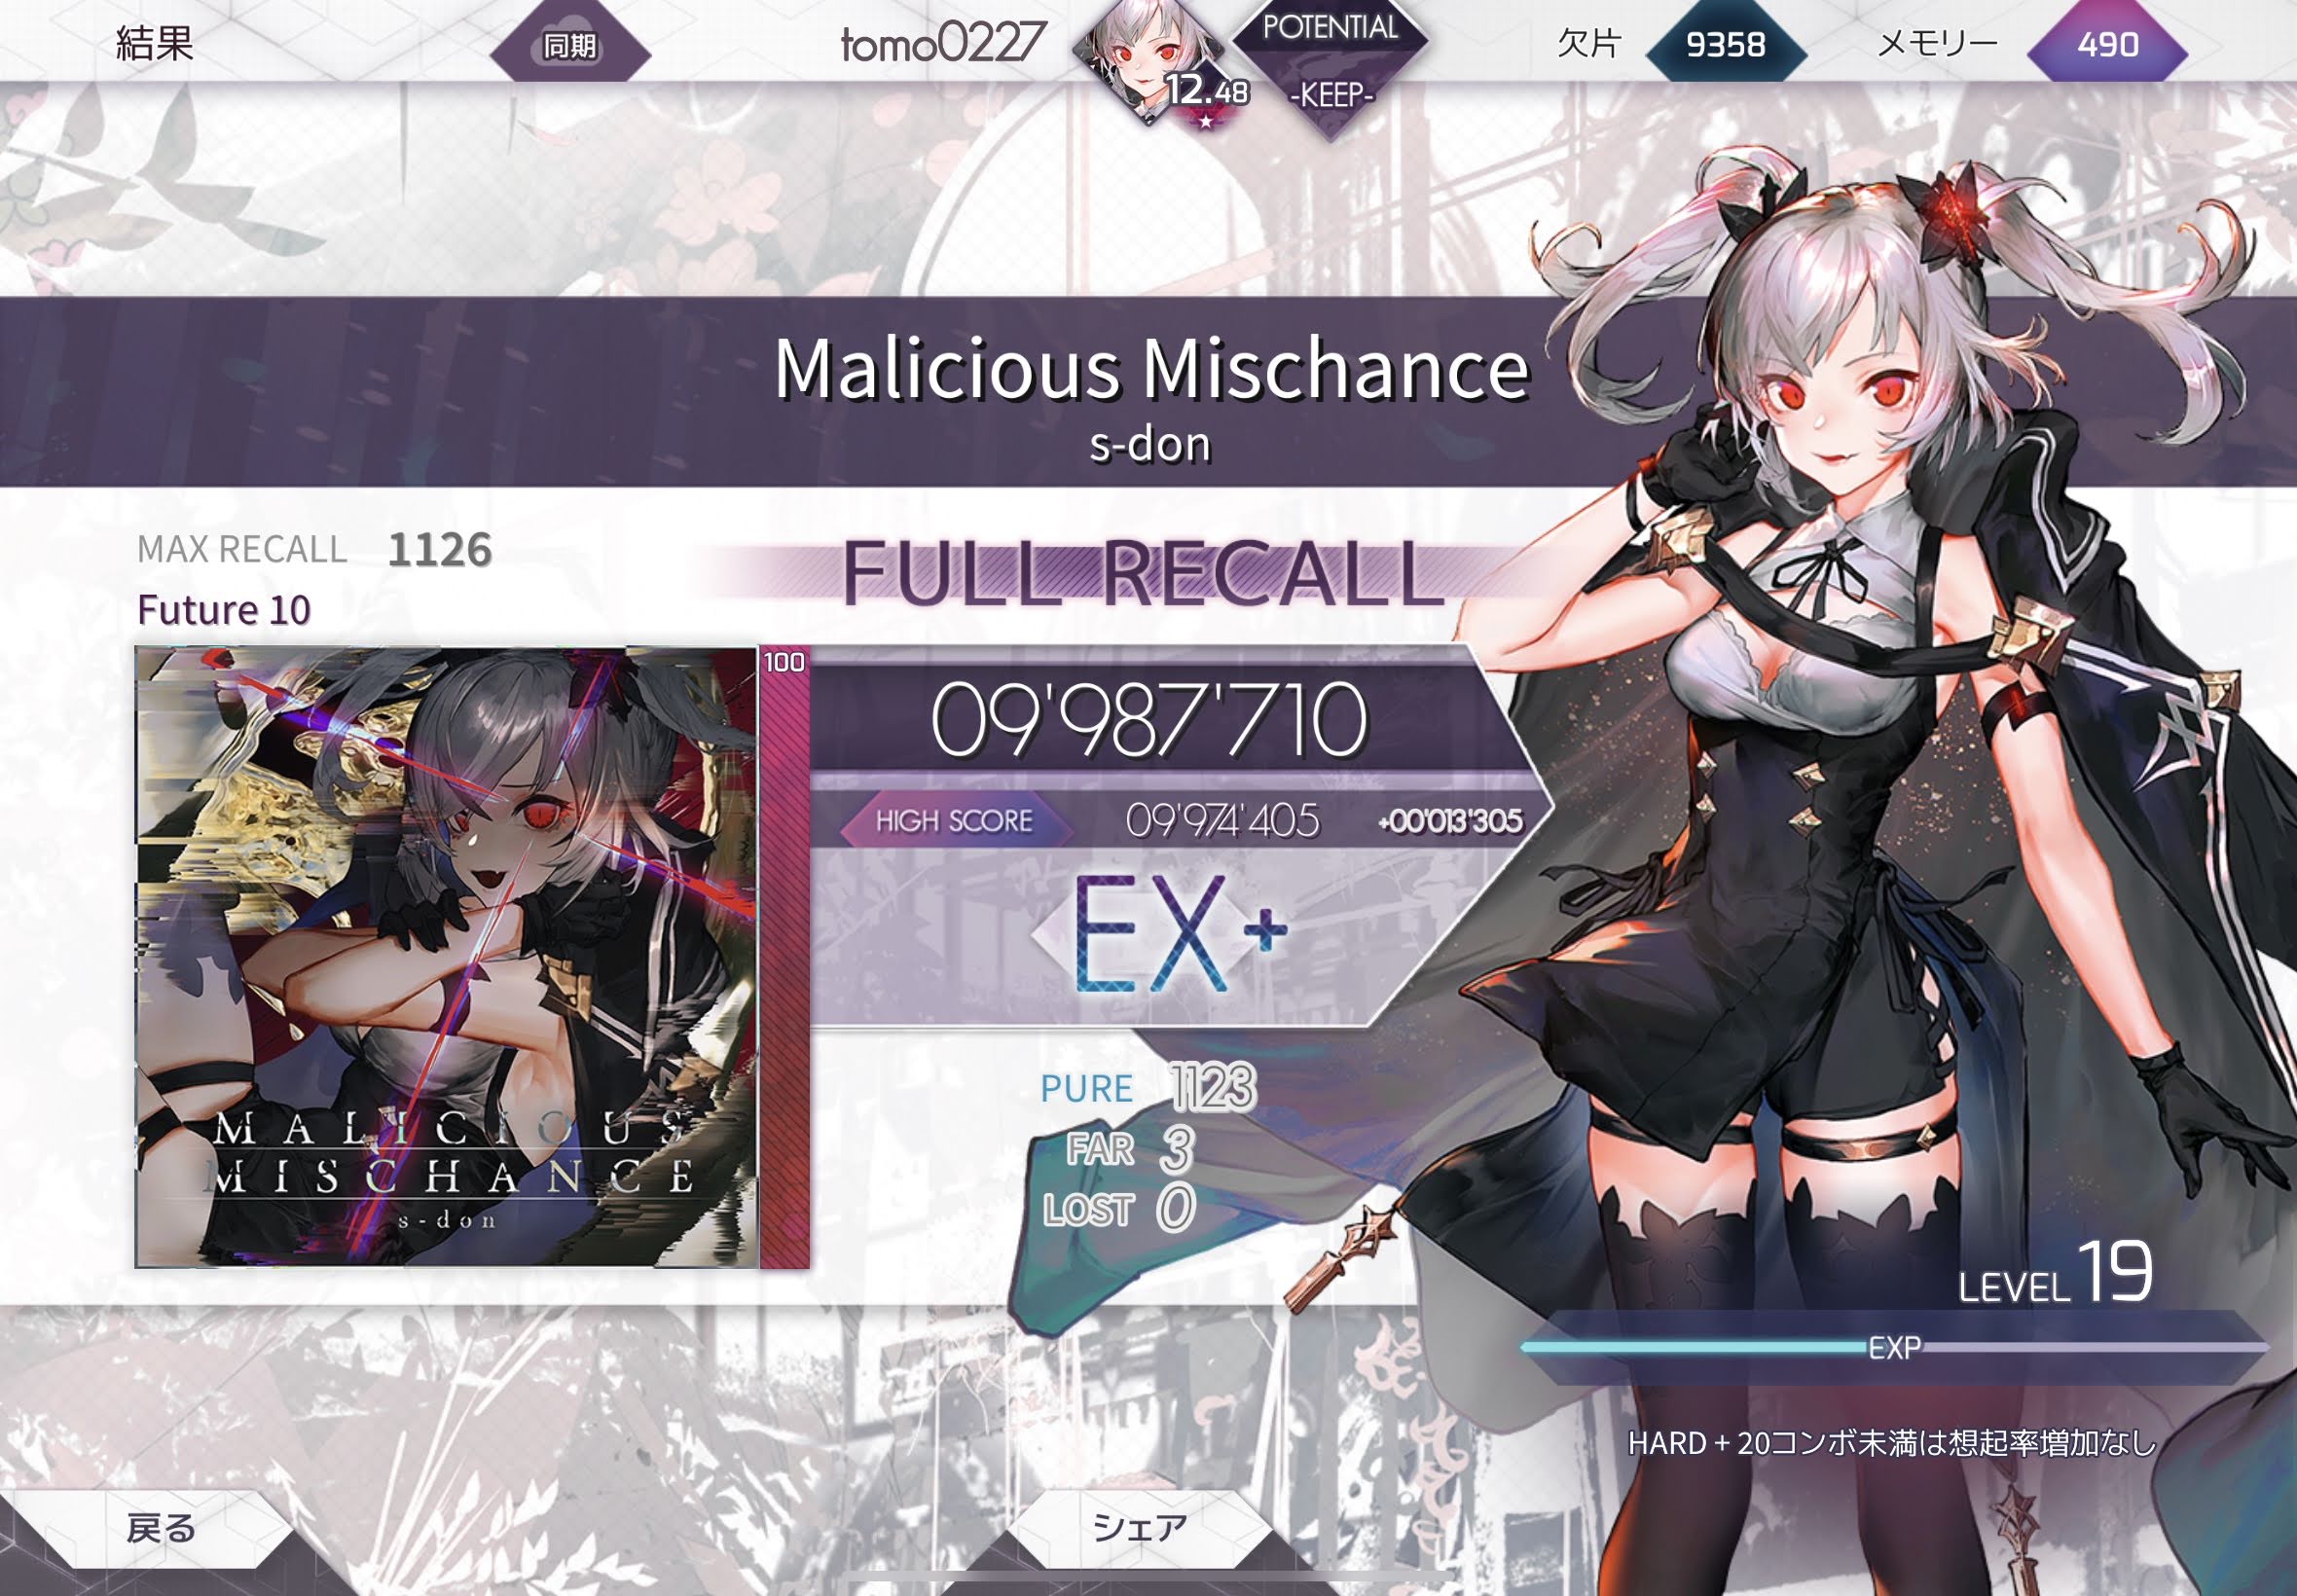 結果
同期
tomo0227
12.48
POTENTIAL
-KEEP-
欠片 9358
メモリー 490
Malicious Mischance
s-don
MAX RECALL 1126
Future 10
FULL RECALL
100
09'987'710
HIGH SCORE 09'974'405 +00'013'305
EX+
MALICIOUS
MISCHANCE
s-don
PURE 1123
FAR 3
LOST 0
LEVEL 19
EXP
HARD + 20コンボ未満は想起率増加なし
戻る
シェア